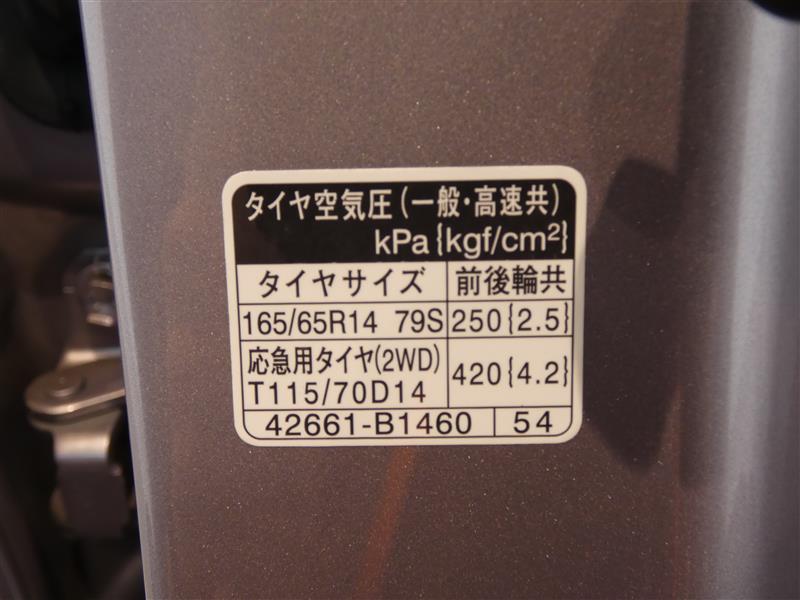 タイヤ空気圧(一般・高速共)
kPa{kgf/cm²}
タイヤサイズ 前後輪共
165/65R14 79S 250{2.5}
応急用タイヤ(2WD)
T115/70D14 420{4.2}
42661-B1460 54